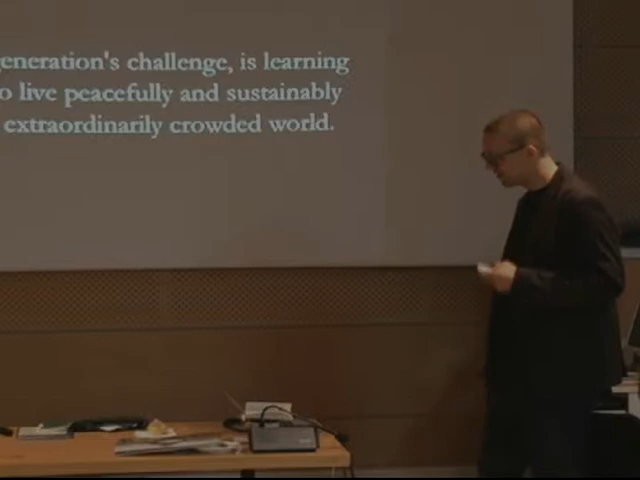 generation's challenge, is learning
o live peacefully and sustainably
extraordinarily crowded world.